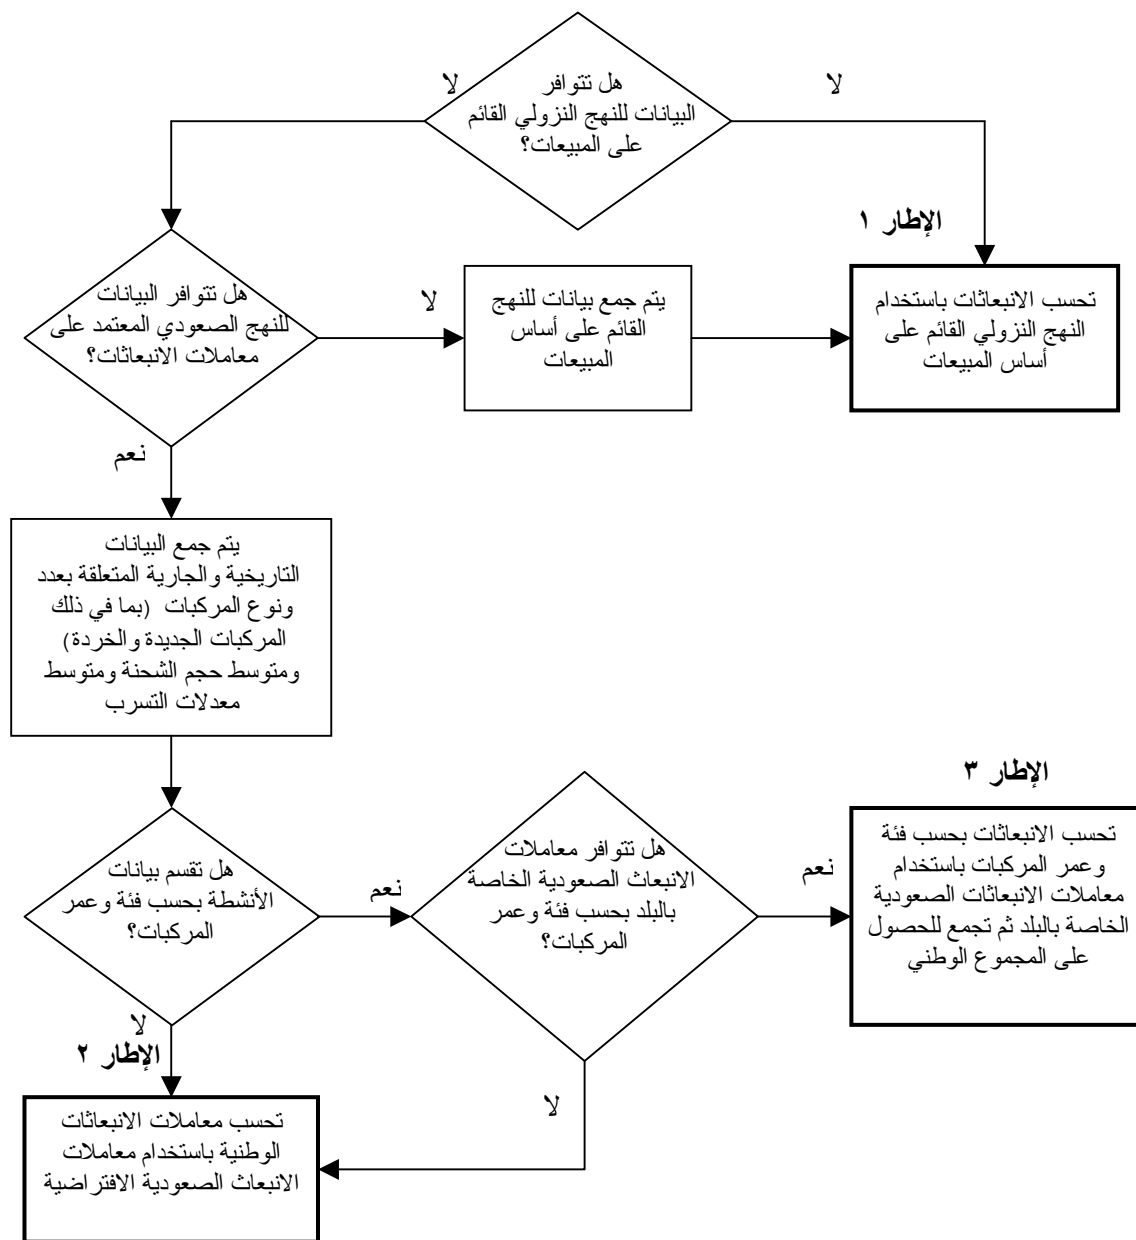 هل تتوافر
البيانات للنهج النزولي القائم
على المبيعات؟
لا
لا
الإطار ١
تحسب الانبعاثات باستخدام
النهج النزولي القائم على
أساس المبيعات
يتم جمع بيانات للنهج
القائم على أساس
المبيعات
لا
هل تتوافر البيانات
للنهج الصعودي المعتمد على
معاملات الانبعاثات؟
نعم
يتم جمع البيانات
التاريخية والجارية المتعلقة بعدد
ونوع المركبات (بما في ذلك
المركبات الجديدة والخردة)
ومتوسط حجم الشحنة ومتوسط
معدلات التسرب
هل تقسم بيانات
الأنشطة بحسب فئة وعمر
المركبات؟
نعم
هل تتوافر معاملات
الانبعاث الصعودية الخاصة
بالبلد بحسب فئة وعمر
المركبات؟
نعم
الإطار ٣
تحسب الانبعاثات بحسب فئة
وعمر المركبات باستخدام
معاملات الانبعاثات الصعودية
الخاصة بالبلد ثم تجمع للحصول
على المجموع الوطني
لا
لا
الإطار ٢
تحسب معاملات الانبعاثات
الوطنية باستخدام معاملات
الانبعاث الصعودية الافتراضية